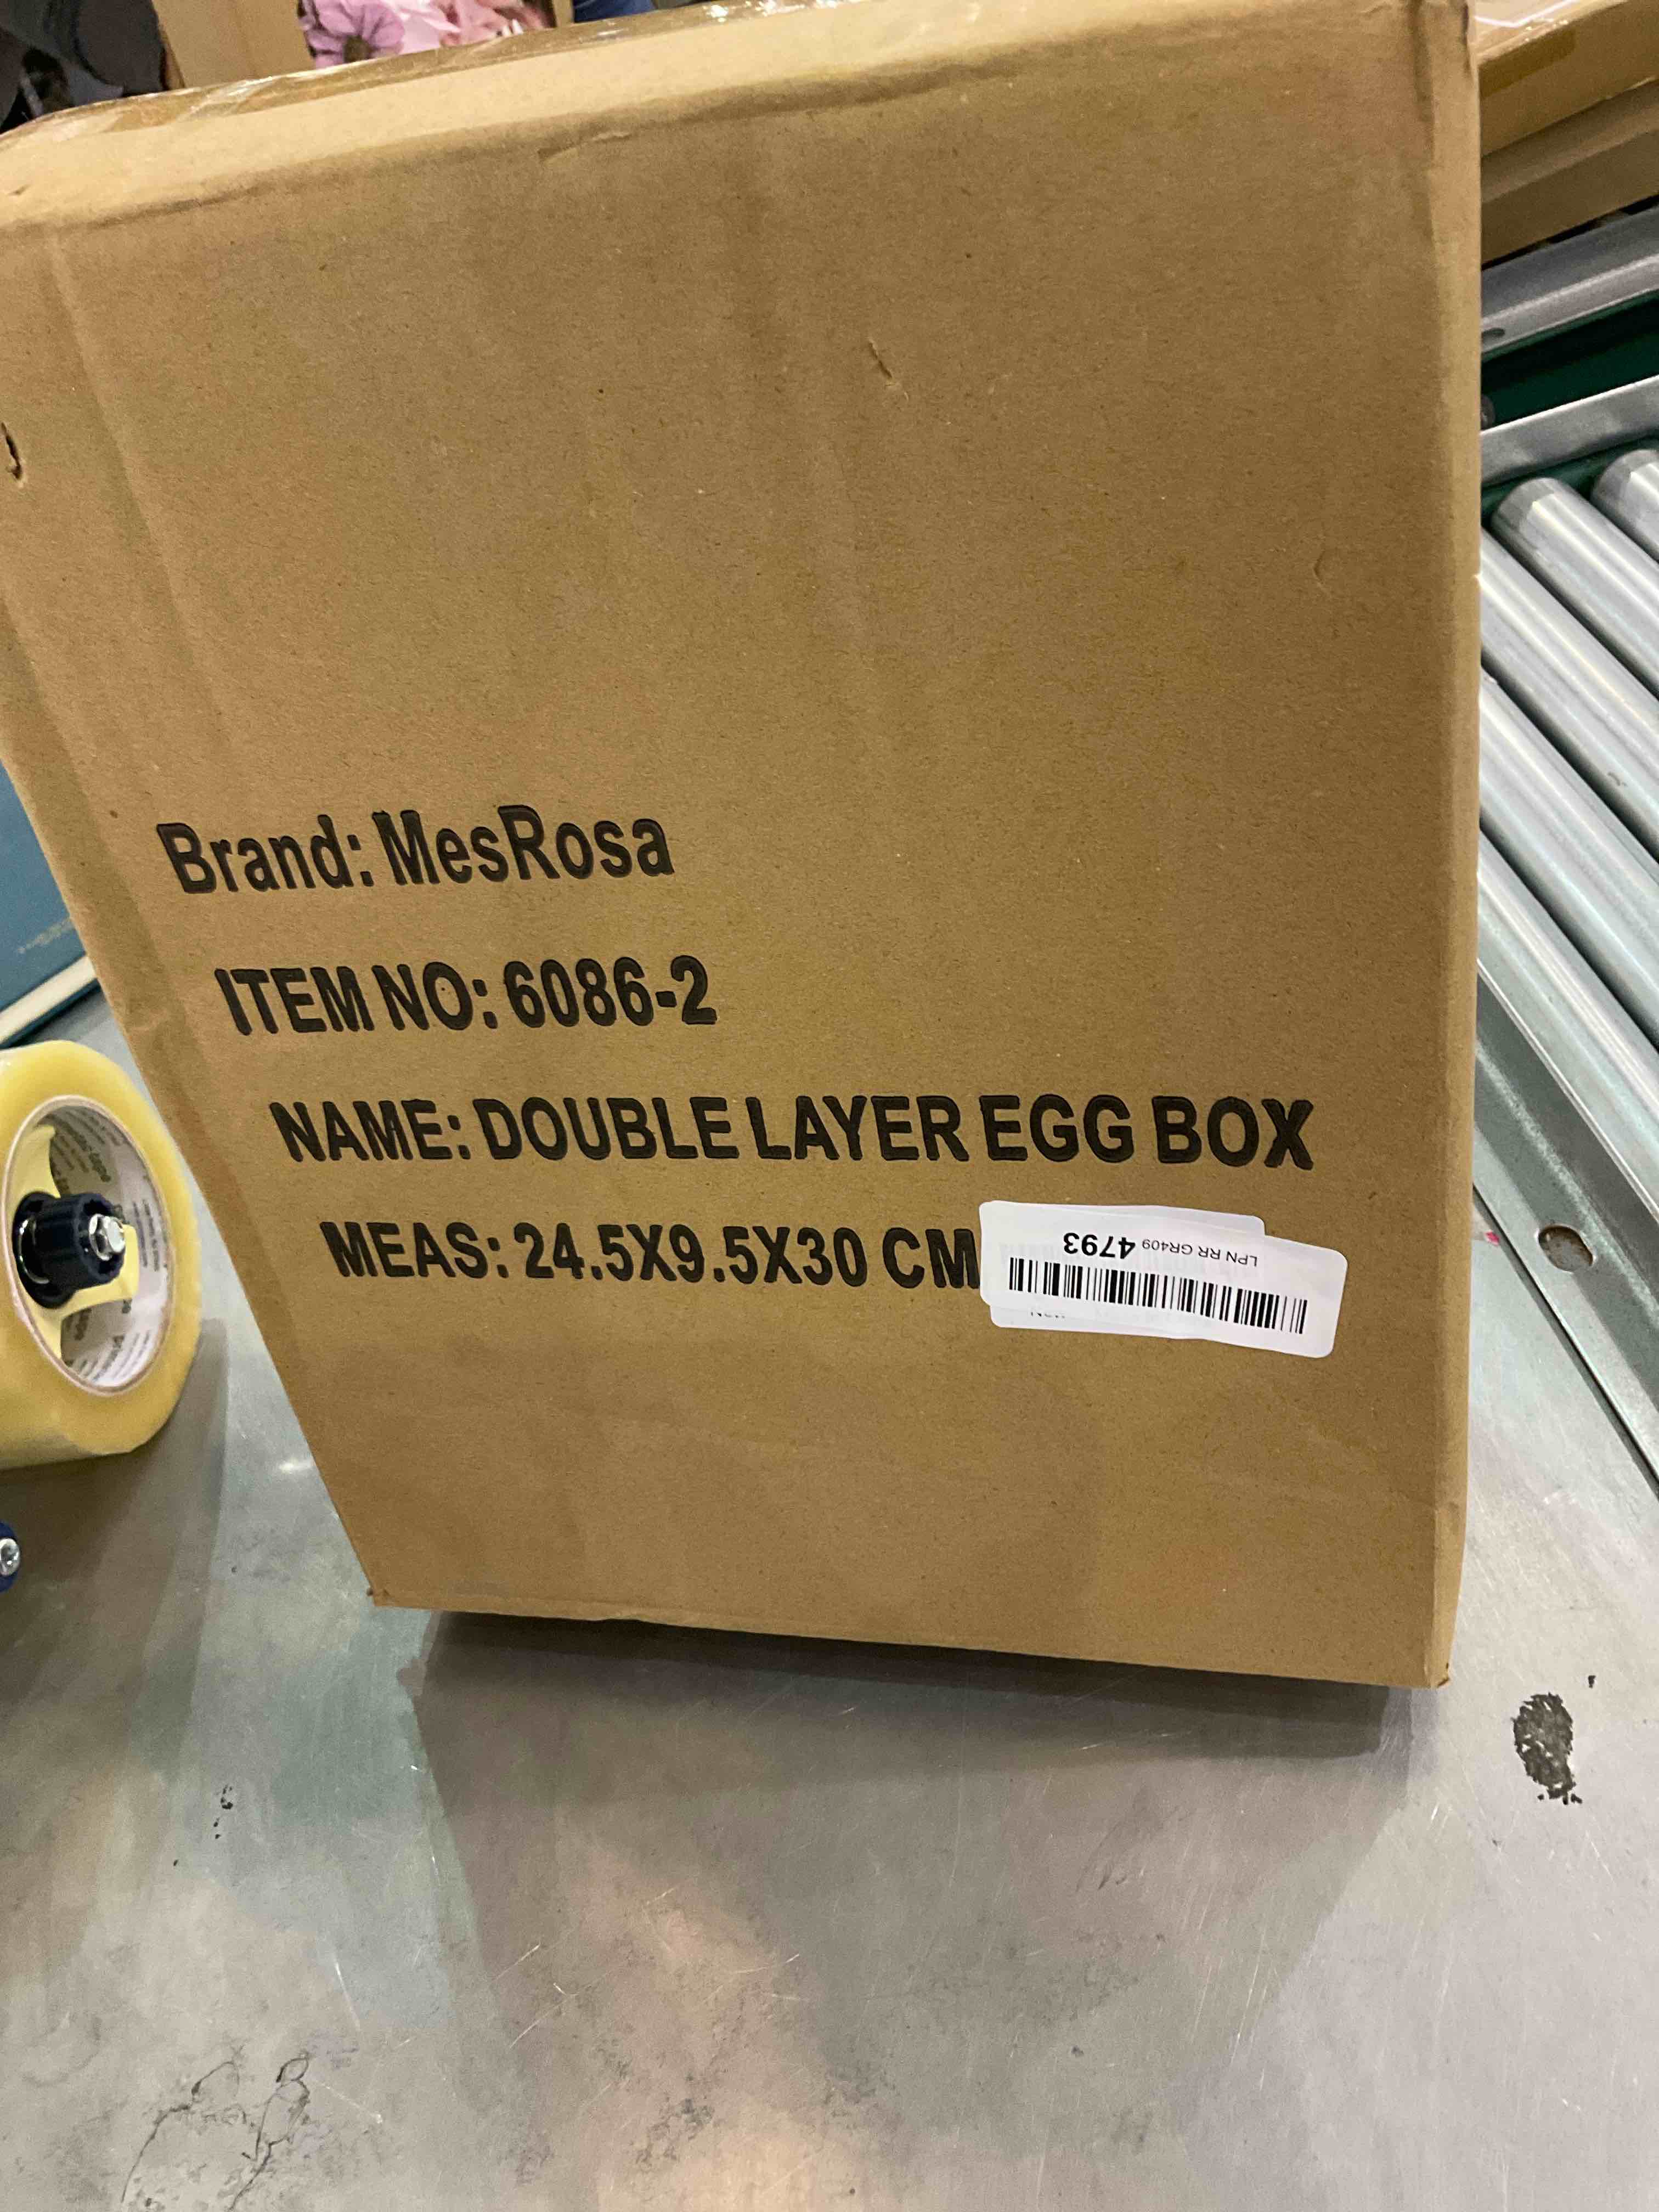 Brand: MesRosa
ITEM NO: 6086-2
NAME: DOUBLE LAYER EGG BOX
MEAS: 24.5X9.5X30 CM
LPN RR GR409 4793